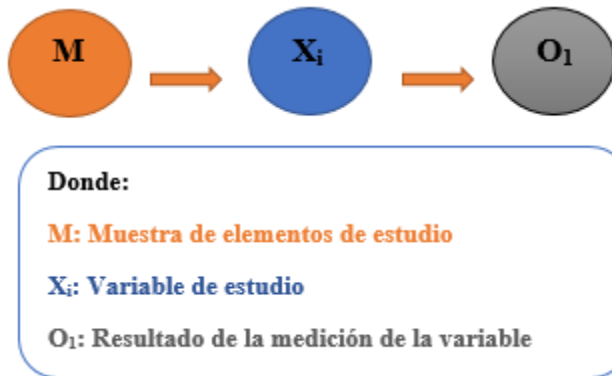 M
Xᵢ
O₁
Donde:
M: Muestra de elementos de estudio
Xᵢ: Variable de estudio
O₁: Resultado de la medición de la variable